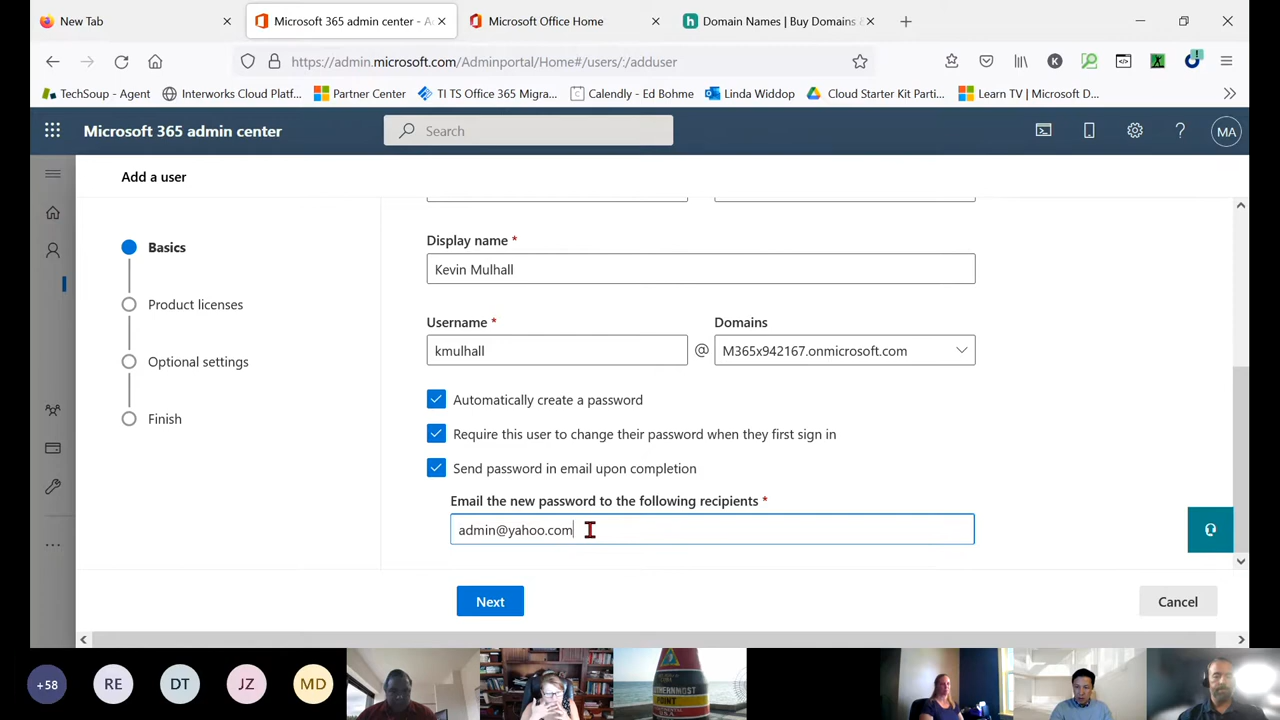 New Tab
Microsoft 365 admin center - A
Microsoft Office Home
Domain Names | Buy Domains &
https://admin.microsoft.com/Adminportal/Home#/users/:/adduser
TechSoup - Agent
Interworks Cloud Platf...
Partner Center
TI TS Office 365 Migra...
Calendly - Ed Bohme
Linda Widdop
Cloud Starter Kit Parti...
Learn TV | Microsoft D...
Microsoft 365 admin center
Search
MA
Add a user
Basics
Product licenses
Optional settings
Finish
Display name *
Kevin Mulhall
Username *
Domains
kmulhall
@
M365x942167.onmicrosoft.com
Automatically create a password
Require this user to change their password when they first sign in
Send password in email upon completion
Email the new password to the following recipients *
admin@yahoo.com
Next
Cancel
+58
RE
DT
JZ
MD